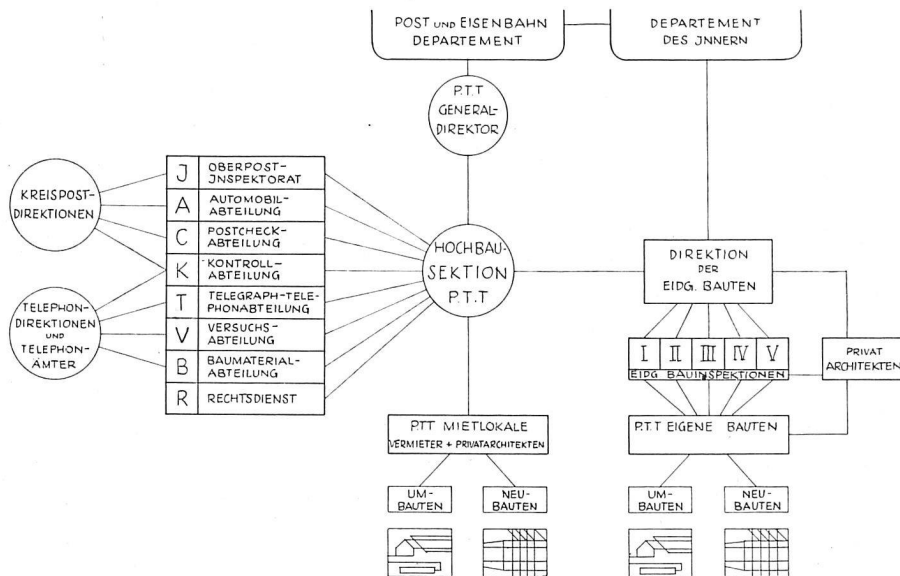 POST UND EISENBAHN
DEPARTEMENT
DEPARTEMENT
DES JNNERN
P.T.T
GENERAL-
DIREKTOR
KREISPOST-
DIREKTIONEN
TELEPHON-
DIREKTIONEN
UND
TELEPHON-
ÄMTER
J OBERPOST-
JNSPEKTORAT
A AUTOMOBIL-
ABTEILUNG
C POSTCHECK-
ABTEILUNG
K KONTROLL-
ABTEILUNG
T TELEGRAPH-TELE-
PHONABTEILUNG
V VERSUCHS-
ABTEILUNG
B BAUMATERIAL-
ABTEILUNG
R RECHTSDIENST
HOCHBAU-
SEKTION
P.T.T
DIREKTION
DER
EIDG. BAUTEN
I II III IV V
EIDG BAUINSPEKTIONEN
PRIVAT
ARCHITEKTEN
PTT MIETLOKALE
VERMIETER + PRIVATARCHITEKTEN
P.T.T EIGENE BAUTEN
UM-
BAUTEN
NEU-
BAUTEN
UM-
BAUTEN
NEU-
BAUTEN